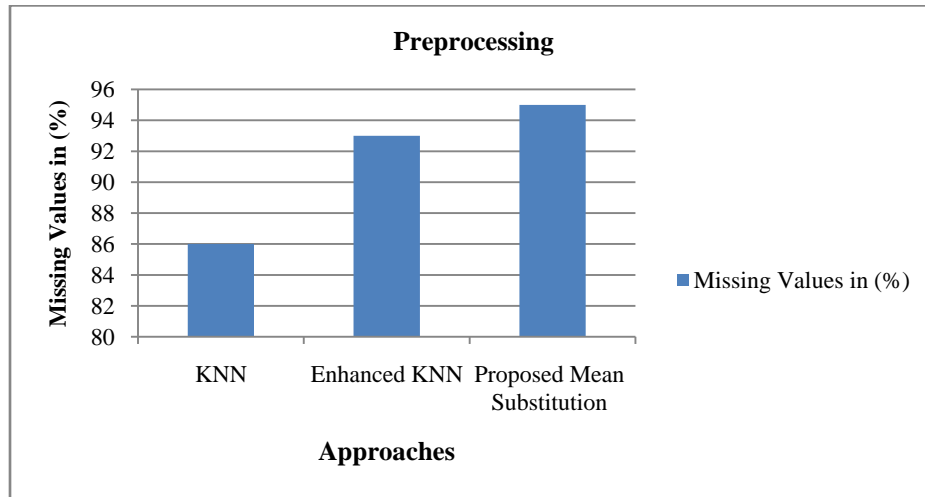 Preprocessing
Missing Values in (%)
96
94
92
90
88
86
84
82
80
KNN
Enhanced KNN
Proposed Mean
Substitution
Approaches
Missing Values in (%)